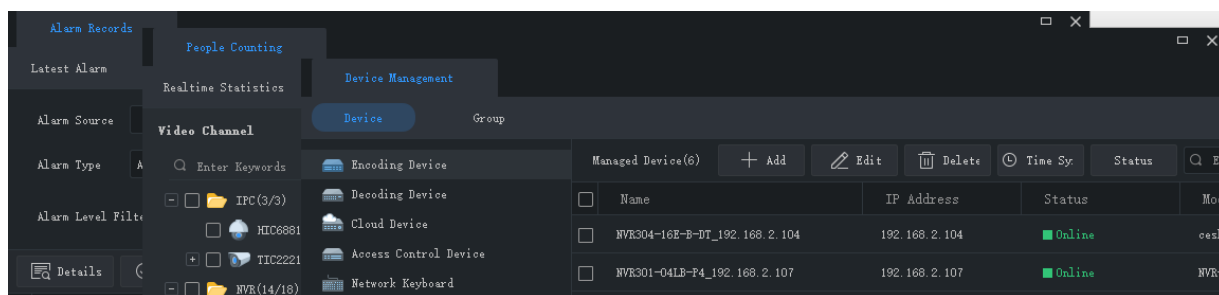 Alarm Records
Latest Alarm
Alarm Source
Alarm Type
Alarm Level
Details
People Counting
Realtime Statistics
Video Channel
Enter Keywords
IPC(3/3)
HIC6881
TIC2221
NVR(14/18)
Device Management
Device Group
Encoding Device
Decoding Device
Cloud Device
Access Control Device
Network Keyboard
Managed Device(6) Add Edit Delete Time Sy: Status
Name IP Address Status
NVR304-16E-B-DT_192.168.2.104 192.168.2.104 Online
NVR301-04LB-P4_192.168.2.107 192.168.2.107 Online